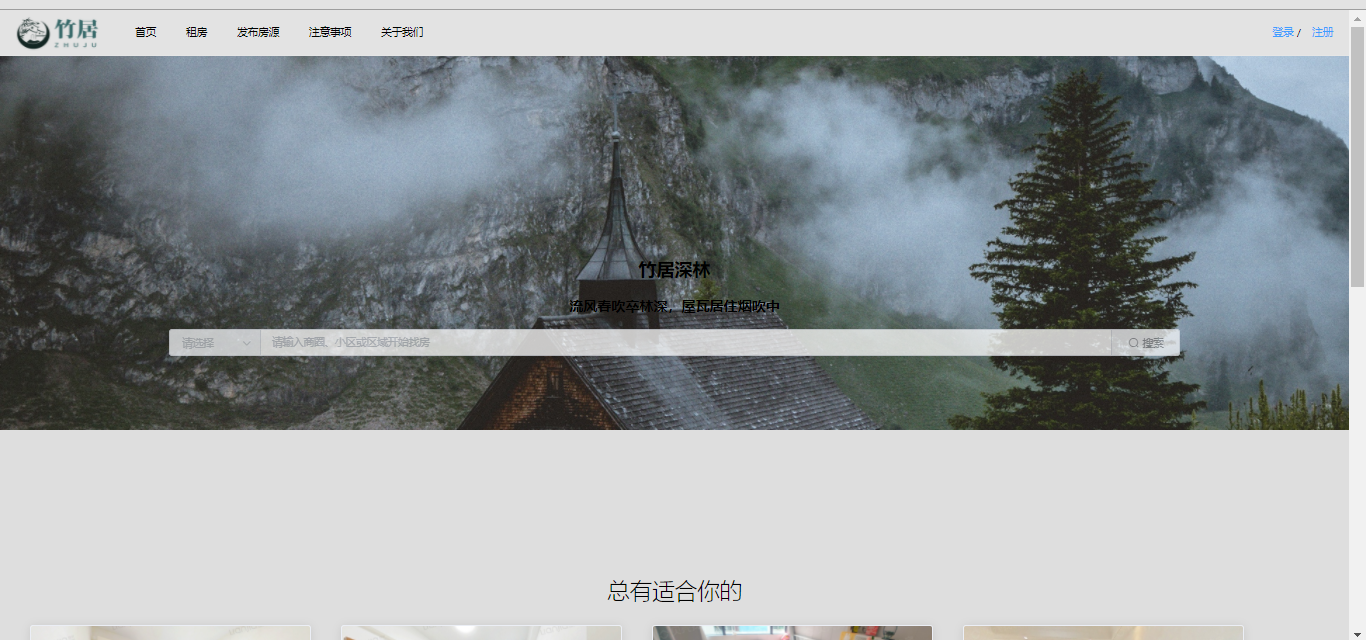 竹居
ZHUJU
首页 租房 发布房源 注意事项 关于我们
登录 / 注册
竹居深林
流风春吹卒林深，屋瓦居住烟吹中
请选择 请输入商圈、小区或区域开始找房 搜索
总有适合你的